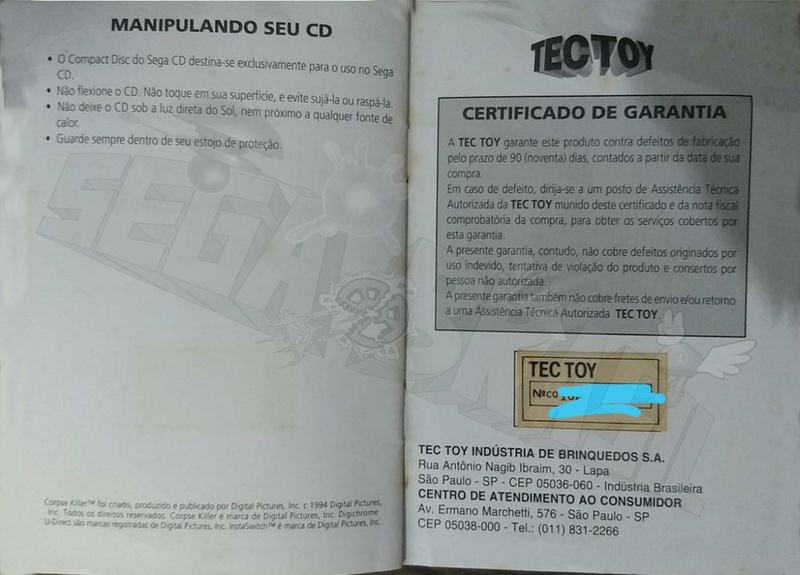 MANIPULANDO SEU CD
• O Compact Disc do Sega CD destina-se exclusivamente para o uso no Sega
CD.
• Não flexione o CD. Não toque em sua superfície, e evite sujá-la ou raspá-la.
• Não deixe o CD sob a luz direta do Sol, nem próximo a qualquer fonte de
calor.
• Guarde sempre dentro de seu estojo de proteção.
Corpse Killer™ foi criado, produzido e publicado por Digital Pictures, Inc. c 1994 Digital Pictures,
Inc. Todos os direitos reservados. Corpse Killer é marca de Digital Pictures, Inc. Digichrome
U-Direct são marcas registradas de Digital Pictures, Inc. InstaSwitch™ é marca de Digital Pictures, Inc.
TEC TOY
CERTIFICADO DE GARANTIA
A TEC TOY garante este produto contra defeitos de fabricação
pelo prazo de 90 (noventa) dias, contados a partir da data de sua
compra.
Em caso de defeito, dirija-se a um posto de Assistência Técnica
Autorizada da TEC TOY munido deste certificado e da nota fiscal
comprobatória da compra, para obter os serviços cobertos por
esta garantia.
A presente garantia, contudo, não cobre defeitos originados por
uso indevido, tentativa de violação do produto e consertos por
pessoa não autorizada.
A presente garantia também não cobre fretes de envio e/ou retorno
a uma Assistência Técnica Autorizada TEC TOY.
TEC TOY
Nº CO
TEC TOY INDÚSTRIA DE BRINQUEDOS S.A.
Rua Antônio Nagib Ibraim, 30 - Lapa
São Paulo - SP - CEP 05036-060 - Indústria Brasileira
CENTRO DE ATENDIMENTO AO CONSUMIDOR
Av. Ermano Marchetti, 576 - São Paulo - SP
CEP 05038-000 - Tel.: (011) 831-2266
SEGA